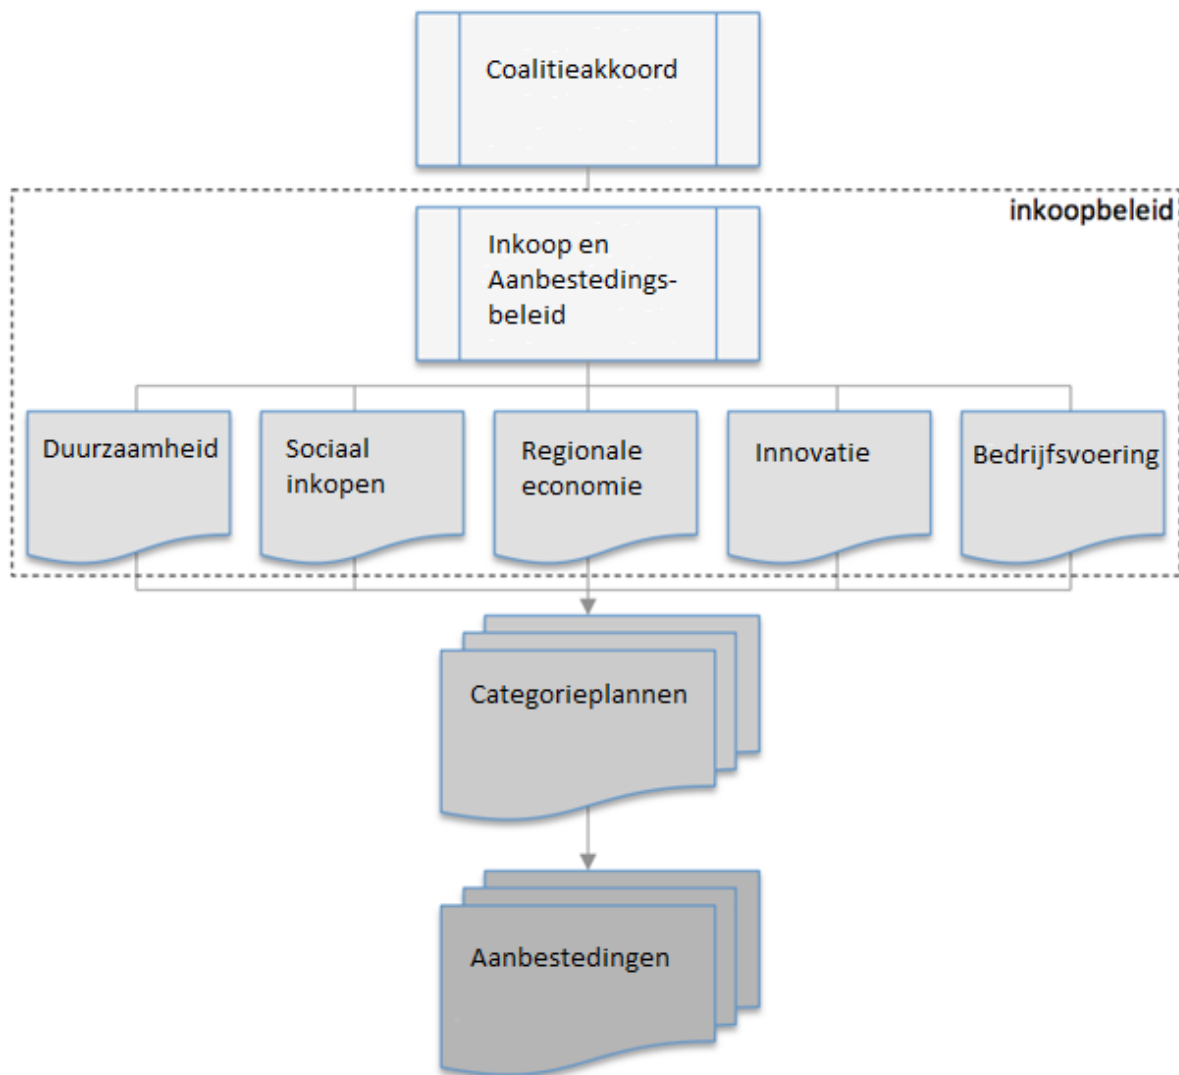 Coalitieakkoord
inkoopbeleid
Inkoop en
Aanbestedings-
beleid
Duurzaamheid
Sociaal
inkopen
Regionale
economie
Innovatie
Bedrijfsvoering
Categorieplannen
Aanbestedingen